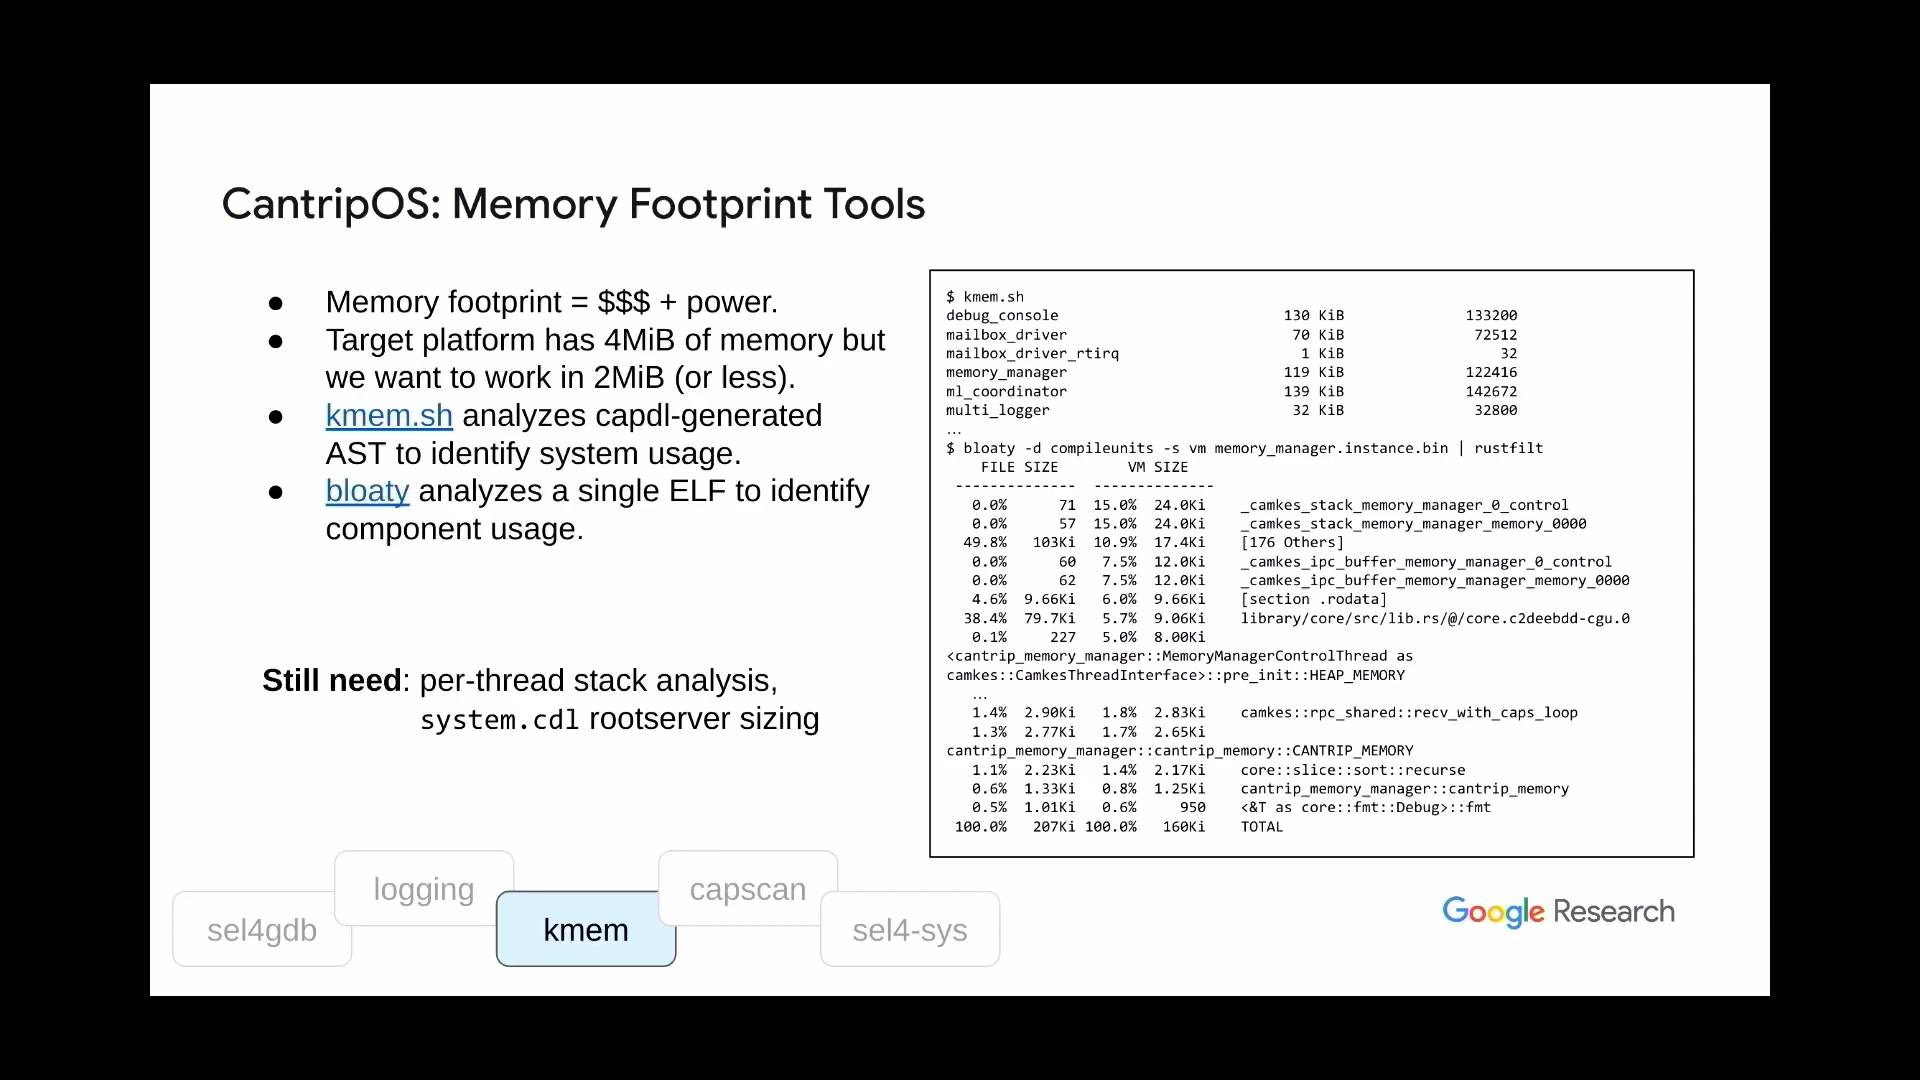 CantripOS: Memory Footprint Tools
● Memory footprint = $$$ + power.
● Target platform has 4MiB of memory but
we want to work in 2MiB (or less).
● kmem.sh analyzes capdl-generated
AST to identify system usage.
● bloaty analyzes a single ELF to identify
component usage.
Still need: per-thread stack analysis,
system.cdl rootserver sizing
$ kmem.sh
debug_console 130 KiB 133200
mailbox_driver 70 KiB 72512
mailbox_driver_rtirq 1 KiB 32
memory_manager 119 KiB 122416
ml_coordinator 139 KiB 142672
multi_logger 32 KiB 32800
...
$ bloaty -d compileunits -s vm memory_manager.instance.bin | rustfilt
FILE SIZE VM SIZE
-------------- --------------
0.0% 71 15.0% 24.0Ki _camkes_stack_memory_manager_0_control
0.0% 57 15.0% 24.0Ki _camkes_stack_memory_manager_memory_0000
49.8% 103Ki 10.9% 17.4Ki [176 Others]
0.0% 60 7.5% 12.0Ki _camkes_ipc_buffer_memory_manager_0_control
0.0% 62 7.5% 12.0Ki _camkes_ipc_buffer_memory_manager_memory_0000
4.6% 9.66Ki 6.0% 9.66Ki [section .rodata]
38.4% 79.7Ki 5.7% 9.06Ki library/core/src/lib.rs/@/core.c2deebdd-cgu.0
0.1% 227 5.0% 8.00Ki
<cantrip_memory_manager::MemoryManagerControlThread as
camkes::CamkesThreadInterface>::pre_init::HEAP_MEMORY
...
1.4% 2.90Ki 1.8% 2.83Ki camkes::rpc_shared::recv_with_caps_loop
1.3% 2.77Ki 1.7% 2.65Ki
cantrip_memory_manager::cantrip_memory::CANTRIP_MEMORY
1.1% 2.23Ki 1.4% 2.17Ki core::slice::sort::recurse
0.6% 1.33Ki 0.8% 1.25Ki cantrip_memory_manager::cantrip_memory
0.5% 1.01Ki 0.6% 950 <&T as core::fmt::Debug>::fmt
100.0% 207Ki 100.0% 160Ki TOTAL
sel4gdb
logging
kmem
capscan
sel4-sys
Google Research